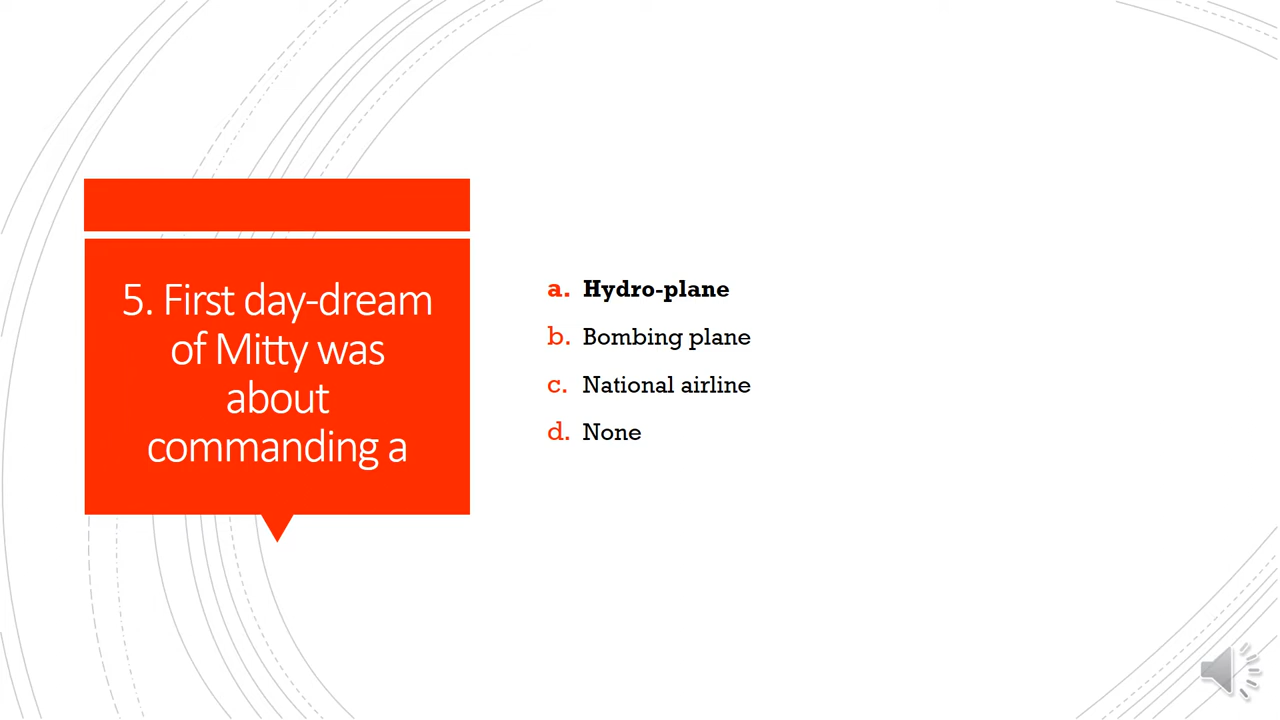 5. First day-dream
of Mitty was
about
commanding a
a. Hydro-plane
b. Bombing plane
c. National airline
d. None